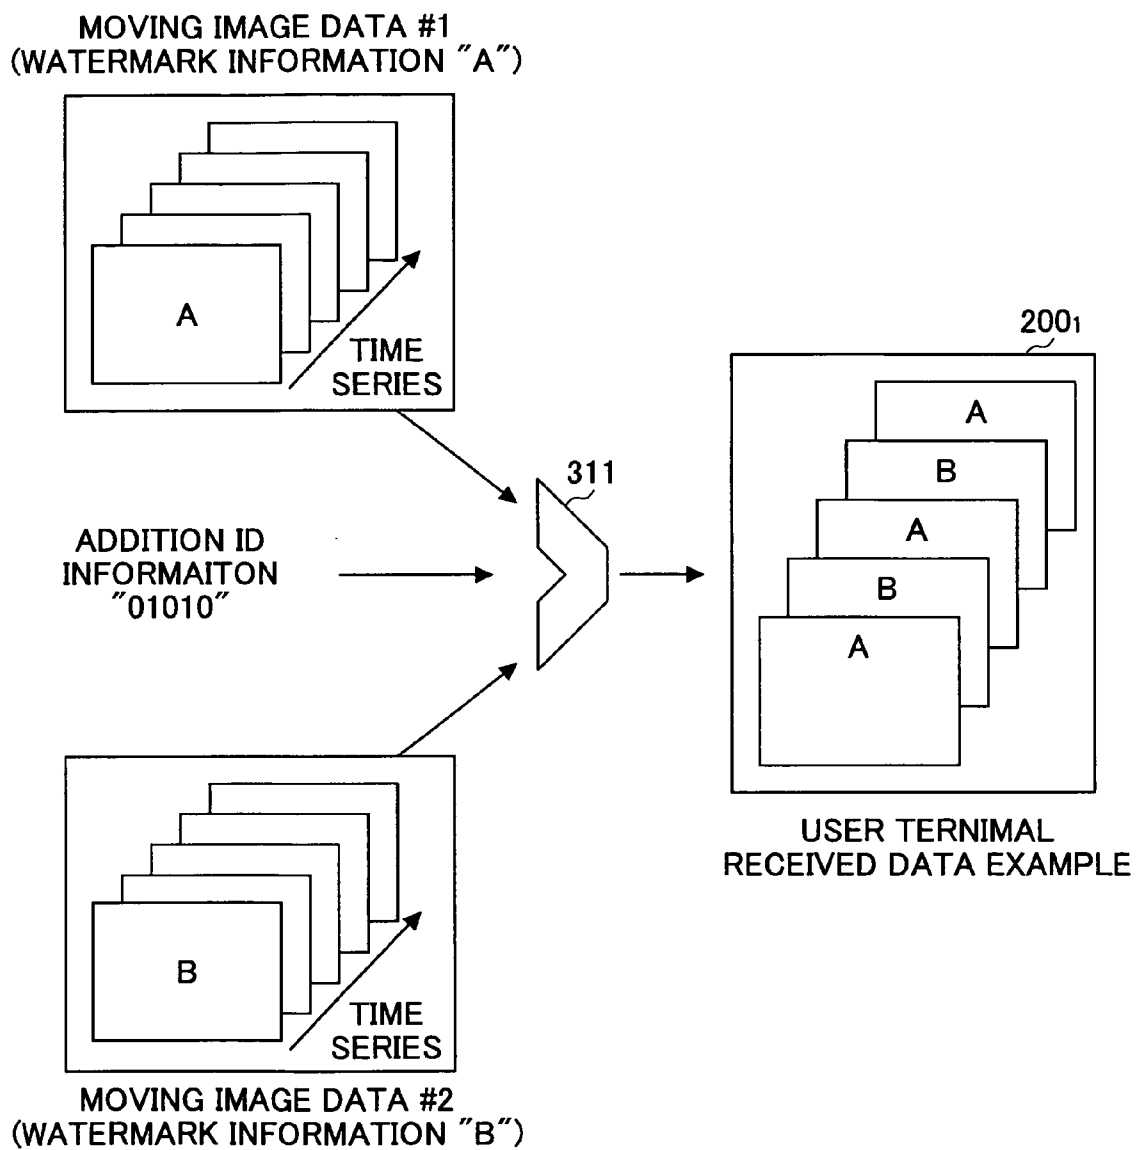 MOVING IMAGE DATA #1
(WATERMARK INFORMATION "A")
A
TIME
SERIES
ADDITION ID
INFORMAITON
"01010"
311
200₁
A
B
A
B
A
USER TERNIMAL
RECEIVED DATA EXAMPLE
B
TIME
SERIES
MOVING IMAGE DATA #2
(WATERMARK INFORMATION "B")